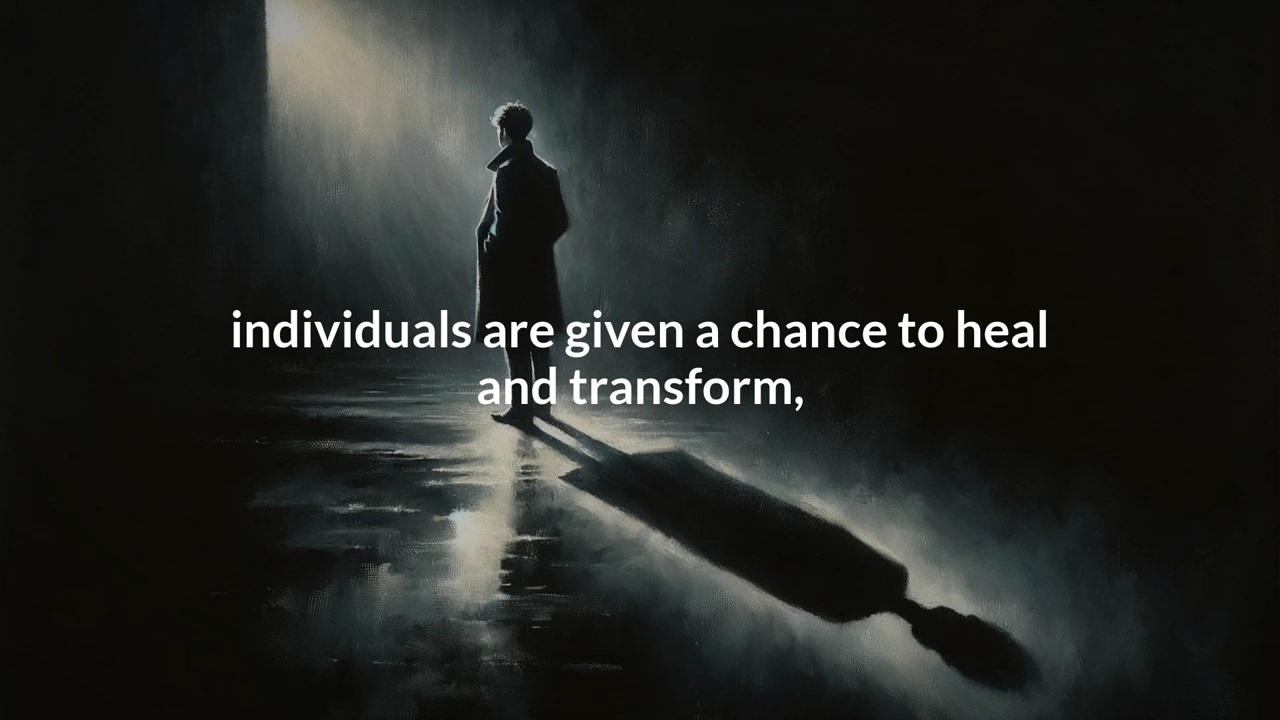 individuals are given a chance to heal
and transform,